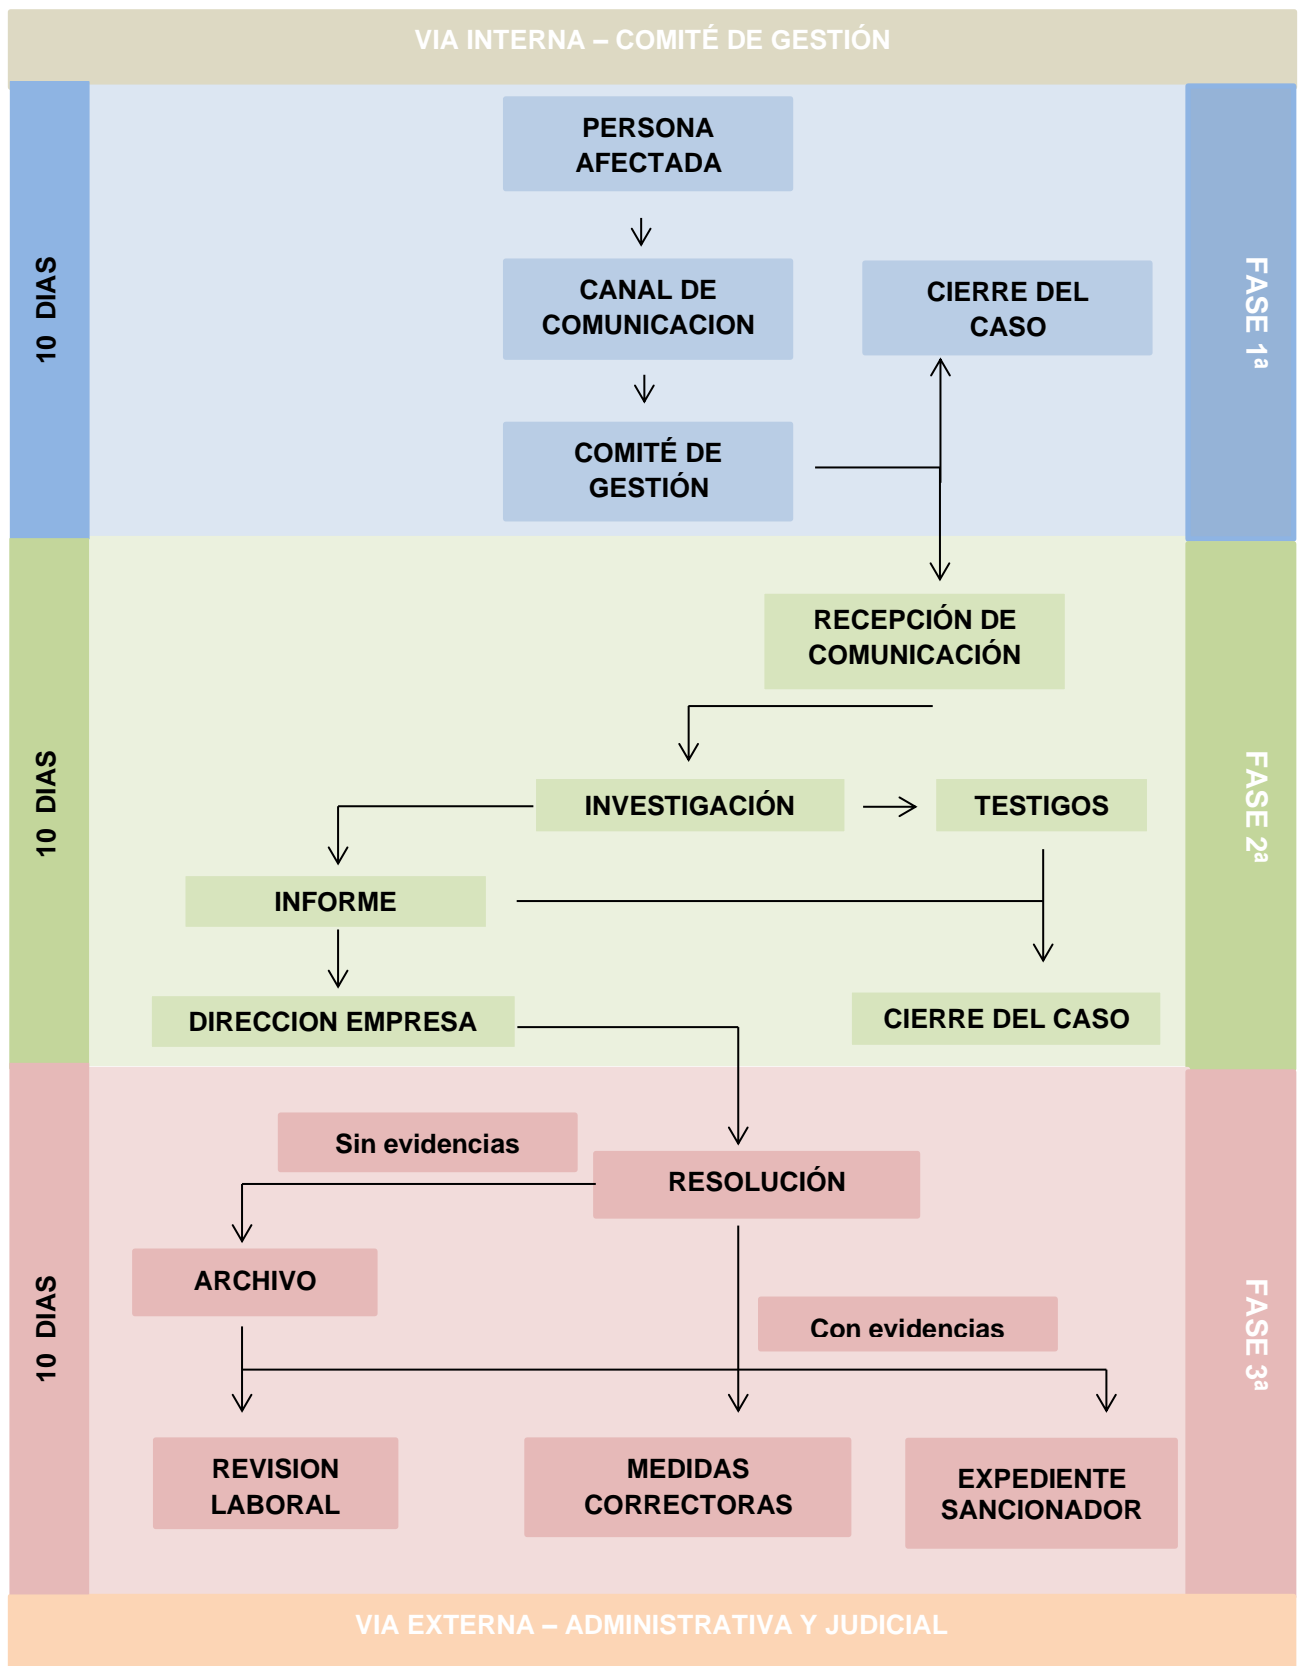 VIA INTERNA – COMITÉ DE GESTIÓN
10 DIAS
FASE 1ª
PERSONA
AFECTADA
CANAL DE
COMUNICACION
CIERRE DEL
CASO
COMITÉ DE
GESTIÓN
10 DIAS
FASE 2ª
RECEPCIÓN DE
COMUNICACIÓN
INVESTIGACIÓN
TESTIGOS
INFORME
DIRECCION EMPRESA
CIERRE DEL CASO
10 DIAS
FASE 3ª
Sin evidencias
RESOLUCIÓN
ARCHIVO
Con evidencias
REVISION
LABORAL
MEDIDAS
CORRECTORAS
EXPEDIENTE
SANCIONADOR
VIA EXTERNA – ADMINISTRATIVA Y JUDICIAL